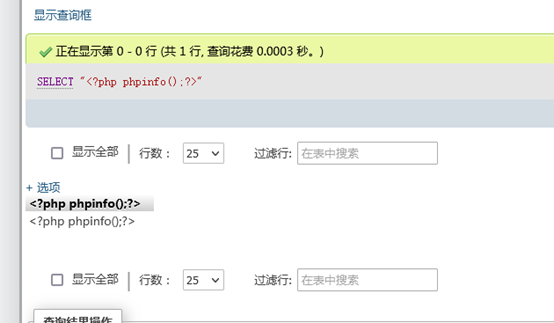 显示查询框
正在显示第 0 - 0 行 (共 1 行, 查询花费 0.0003 秒。)
SELECT "<?php phpinfo();?>"
显示全部 行数： 25 过滤行: 在表中搜索
+ 选项
<?php phpinfo();?>
<?php phpinfo();?>
显示全部 行数： 25 过滤行: 在表中搜索
查询结果操作